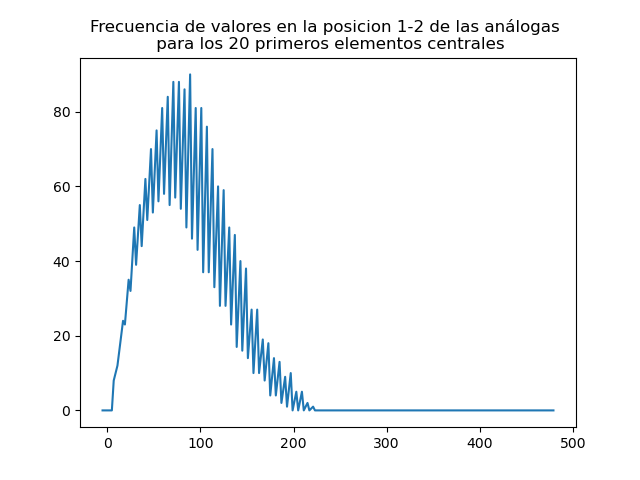 Frecuencia de valores en la posicion 1-2 de las análogas
para los 20 primeros elementos centrales
80
60
40
20
0
0 100 200 300 400 500